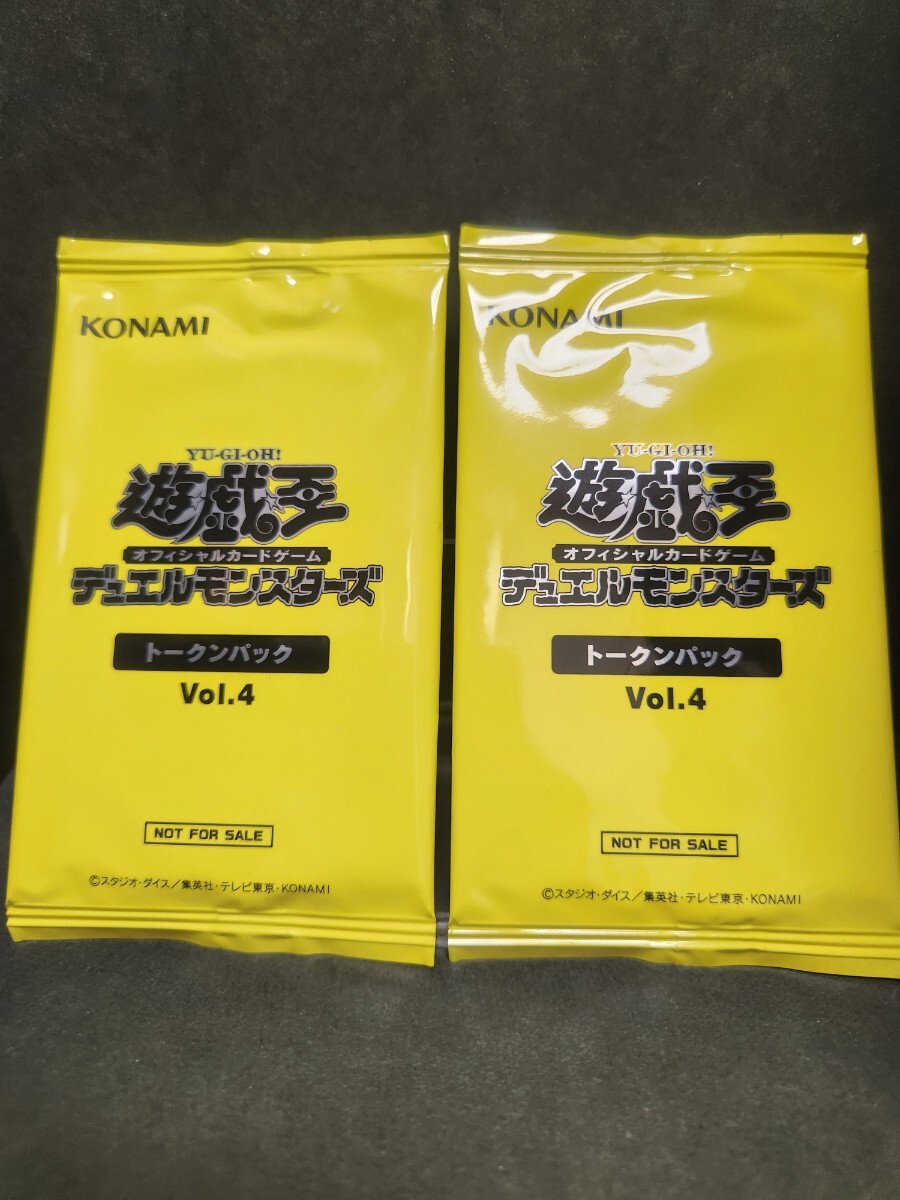 KONAMI
YU-GI-OH!
遊戯王
オフィシャルカードゲーム
デュエルモンスターズ
トークンパック
Vol.4
NOT FOR SALE
©スタジオ・ダイス/集英社・テレビ東京・KONAMI
KONAMI
YU-GI-OH!
遊戯王
オフィシャルカードゲーム
デュエルモンスターズ
トークンパック
Vol.4
NOT FOR SALE
©スタジオ・ダイス/集英社・テレビ東京・KONAMI